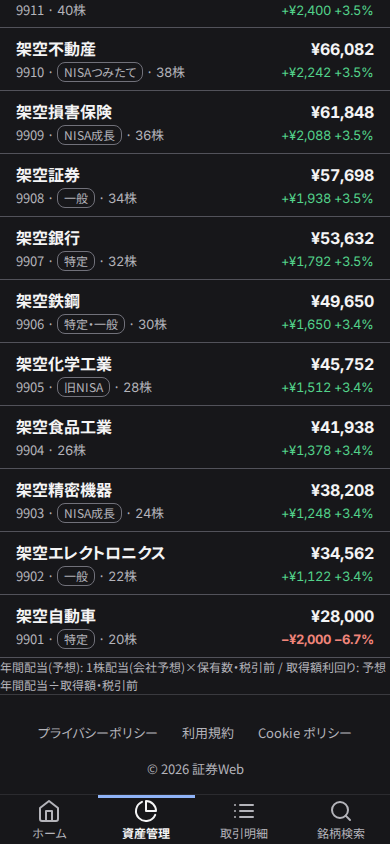 9911 · 40株 +¥2,400 +3.5%
架空不動産 ¥66,082
9910 · NISAつみたて · 38株 +¥2,242 +3.5%
架空損害保険 ¥61,848
9909 · NISA成長 · 36株 +¥2,088 +3.5%
架空証券 ¥57,698
9908 · 一般 · 34株 +¥1,938 +3.5%
架空銀行 ¥53,632
9907 · 特定 · 32株 +¥1,792 +3.5%
架空鉄鋼 ¥49,650
9906 · 特定・一般 · 30株 +¥1,650 +3.4%
架空化学工業 ¥45,752
9905 · 旧NISA · 28株 +¥1,512 +3.4%
架空食品工業 ¥41,938
9904 · 26株 +¥1,378 +3.4%
架空精密機器 ¥38,208
9903 · NISA成長 · 24株 +¥1,248 +3.4%
架空エレクトロニクス ¥34,562
9902 · 一般 · 22株 +¥1,122 +3.4%
架空自動車 ¥28,000
9901 · 特定 · 20株 −¥2,000 −6.7%
年間配当(予想): 1株配当(会社予想)×保有数・税引前 / 取得額利回り: 予想
年間配当÷取得額・税引前
プライバシーポリシー 利用規約 Cookie ポリシー
© 2026 証券Web
ホーム 資産管理 取引明細 銘柄検索